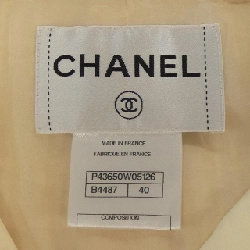 CHANEL
MADE IN FRANCE
FABRIQUE EN FRANCE
P43650W05126
B4487 40
COMPOSITION